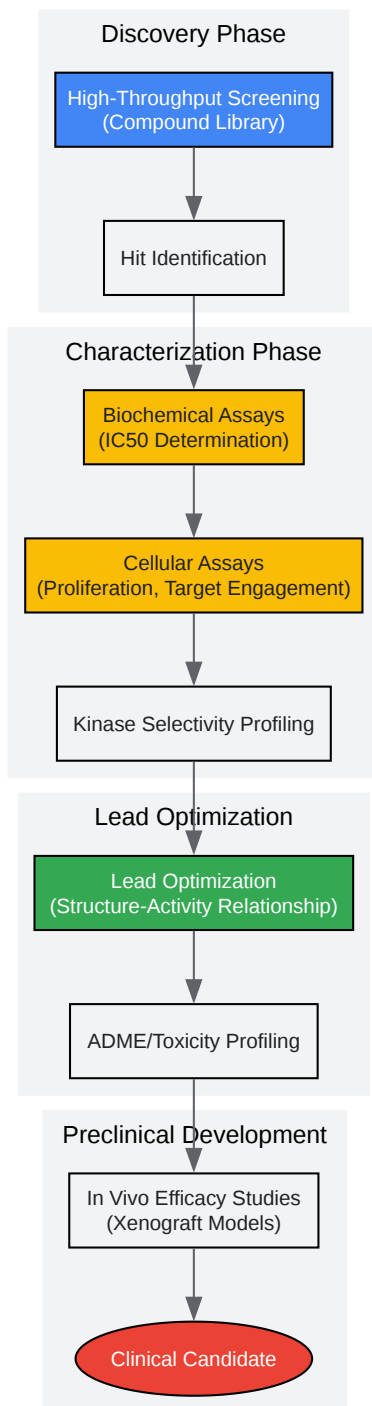 Discovery Phase
High-Throughput Screening
(Compound Library)
Hit Identification
Characterization Phase
Biochemical Assays
(IC50 Determination)
Cellular Assays
(Proliferation, Target Engagement)
Kinase Selectivity Profiling
Lead Optimization
Lead Optimization
(Structure-Activity Relationship)
ADME/Toxicity Profiling
Preclinical Development
In Vivo Efficacy Studies
(Xenograft Models)
Clinical Candidate